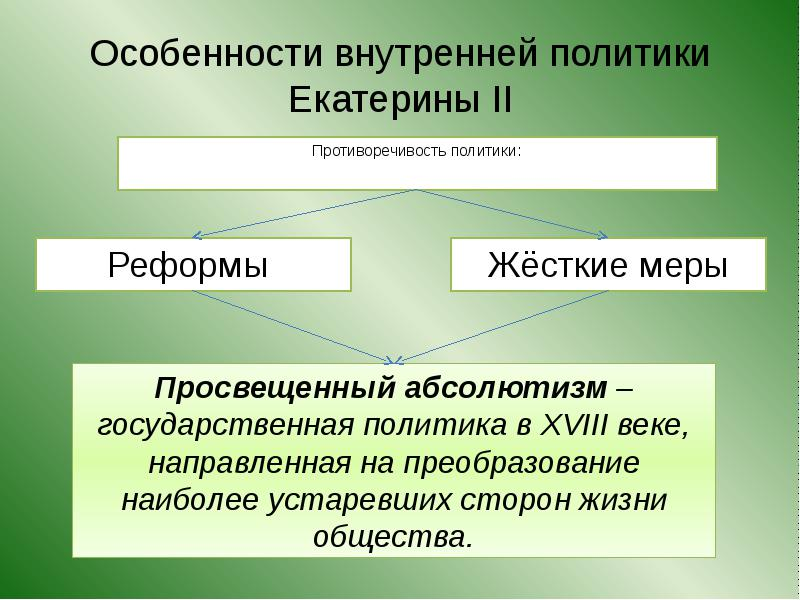 Особенности внутренней политики
Екатерины II
Противоречивость политики:
Реформы
Жёсткие меры
Просвещенный абсолютизм –
государственная политика в XVIII веке,
направленная на преобразование
наиболее устаревших сторон жизни
общества.